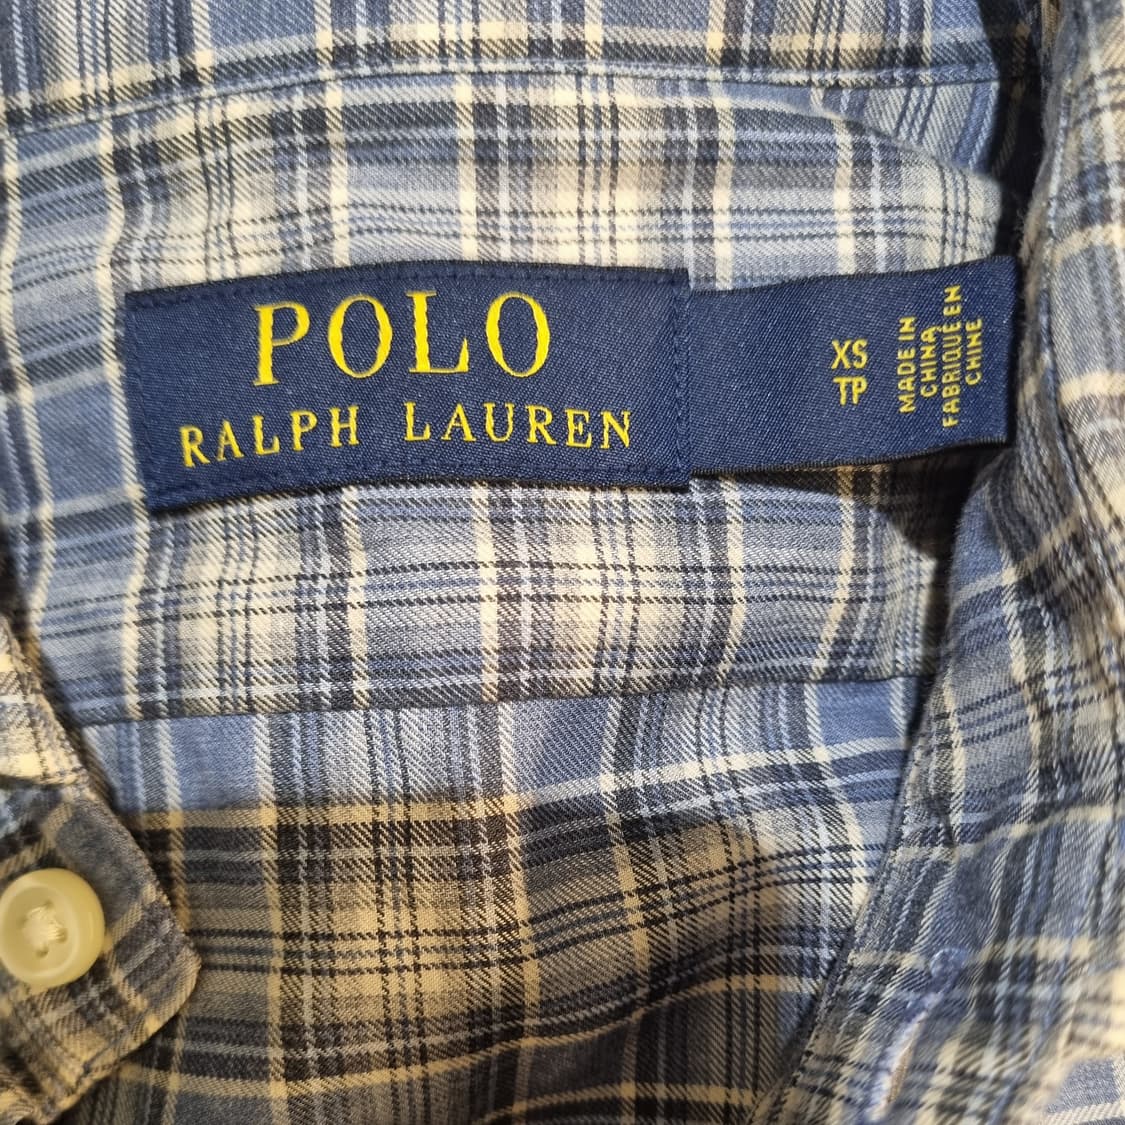 POLO
RALPH LAUREN
XS
TP
MADE IN
CHINA
FABRIQUÉ EN
CHINE